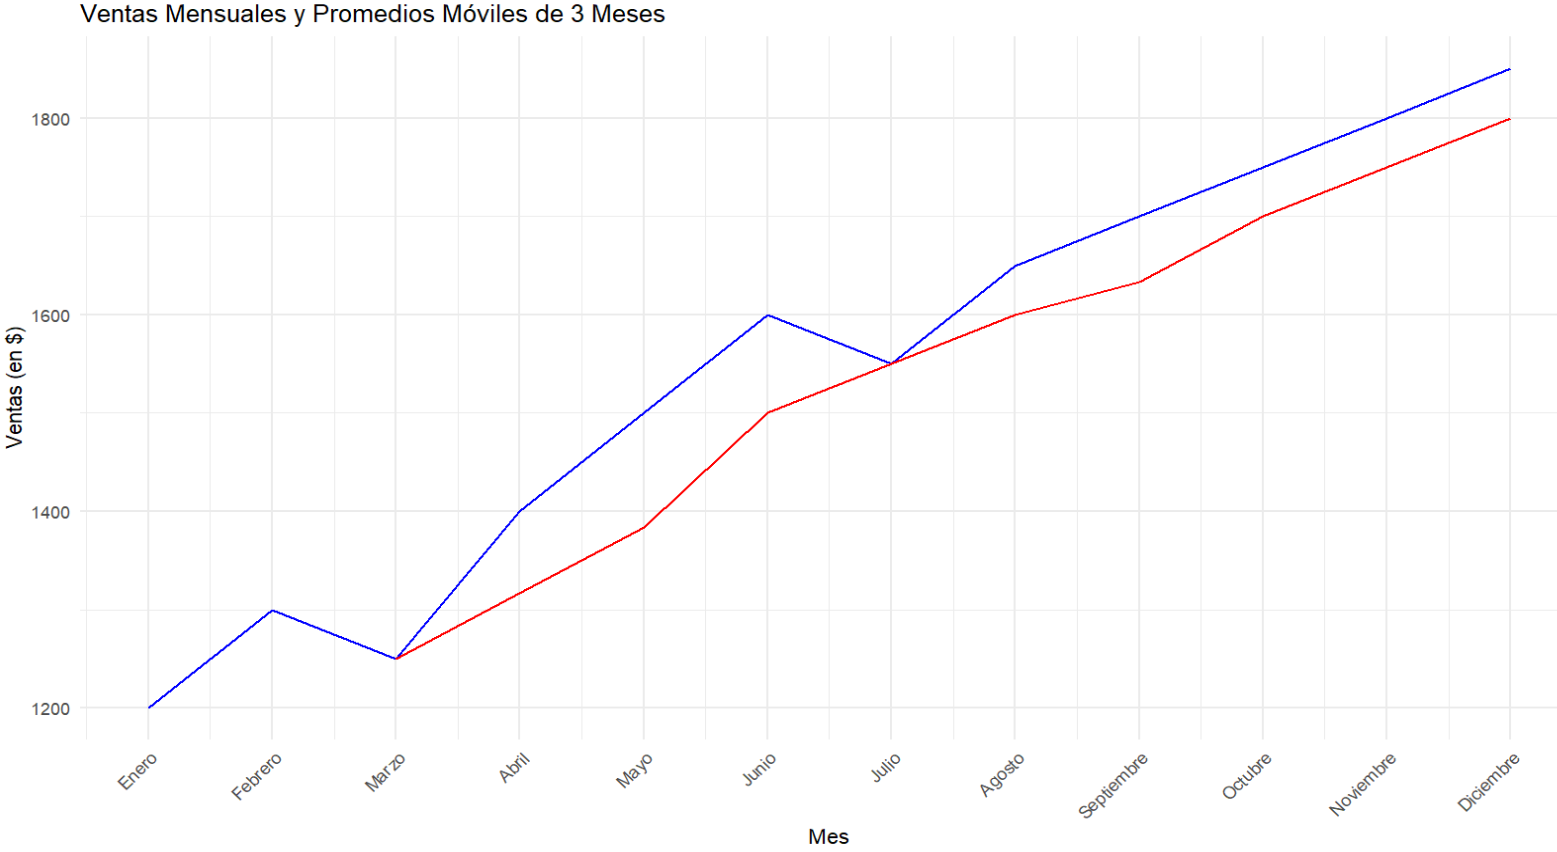 Ventas Mensuales y Promedios Móviles de 3 Meses
Ventas (en $)
1800
1600
1400
1200
Enero
Febrero
Marzo
Abril
Mayo
Junio
Julio
Agosto
Septiembre
Octubre
Noviembre
Diciembre
Mes